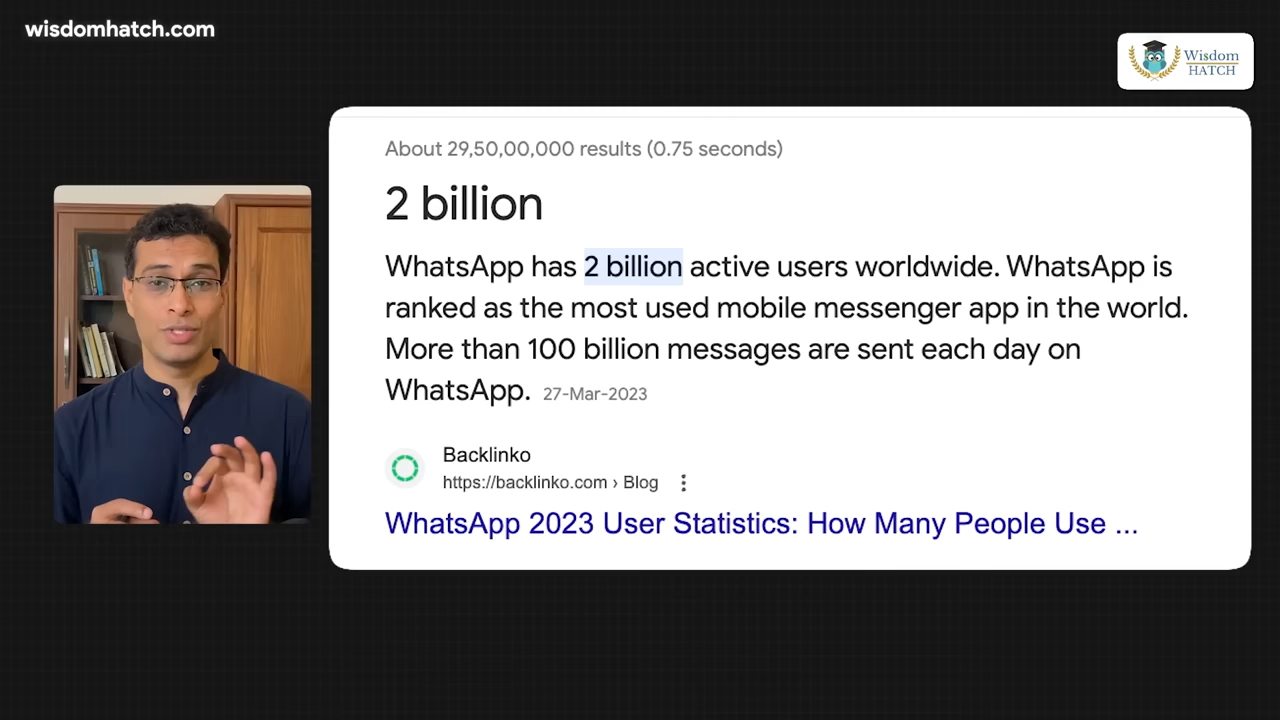 wisdomhatch.com
Wisdom
HATCH
About 29,50,00,000 results (0.75 seconds)
2 billion
WhatsApp has 2 billion active users worldwide. WhatsApp is
ranked as the most used mobile messenger app in the world.
More than 100 billion messages are sent each day on
WhatsApp. 27-Mar-2023
Backlinko
https://backlinko.com › Blog
WhatsApp 2023 User Statistics: How Many People Use ...